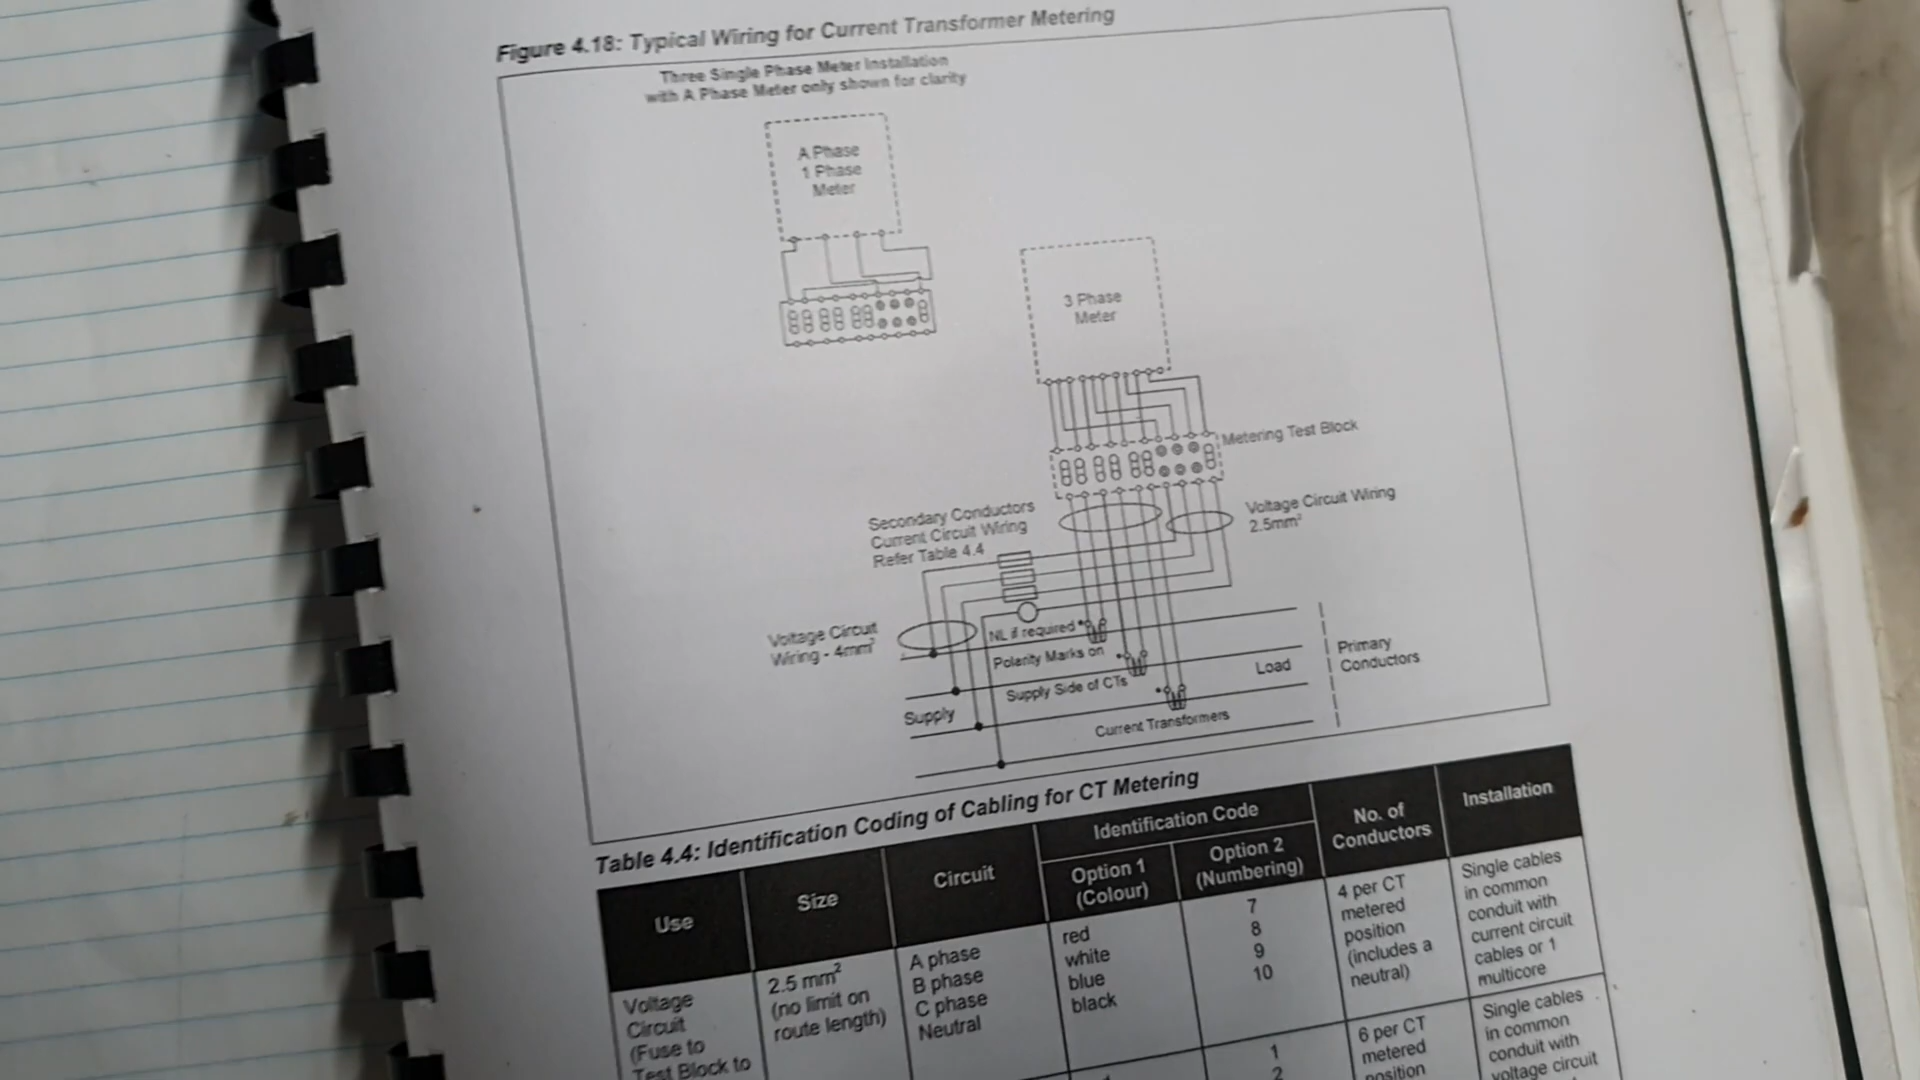 Figure 4.18: Typical Wiring for Current Transformer Metering
Three Single Phase Meter Installation
with A Phase Meter only shown for clarity
A Phase
1 Phase
Meter
3 Phase
Meter
Metering Test Block
Secondary Conductors
Current Circuit Wiring
Refer Table 4.4
Voltage Circuit Wiring
2.5mm²
Voltage Circuit
Wiring - 4mm²
NL if required
Polarity Marks on
Supply Side of CTs
Supply
Load
Primary
Conductors
Current Transformers
Table 4.4: Identification Coding of Cabling for CT Metering
Use
Size
Circuit
Identification Code
Option 1
(Colour)
Option 2
(Numbering)
No. of
Conductors
Installation
Voltage
Circuit
(Fuse to
Test Block to
2.5 mm²
(no limit on
route length)
A phase
B phase
C phase
Neutral
red
white
blue
black
7
8
9
10
4 per CT
metered
position
(includes a
neutral)
Single cables
in common
conduit with
current circuit
cables or 1
multicore
1
2
6 per CT
metered
position
Single cables
in common
conduit with
voltage circuit